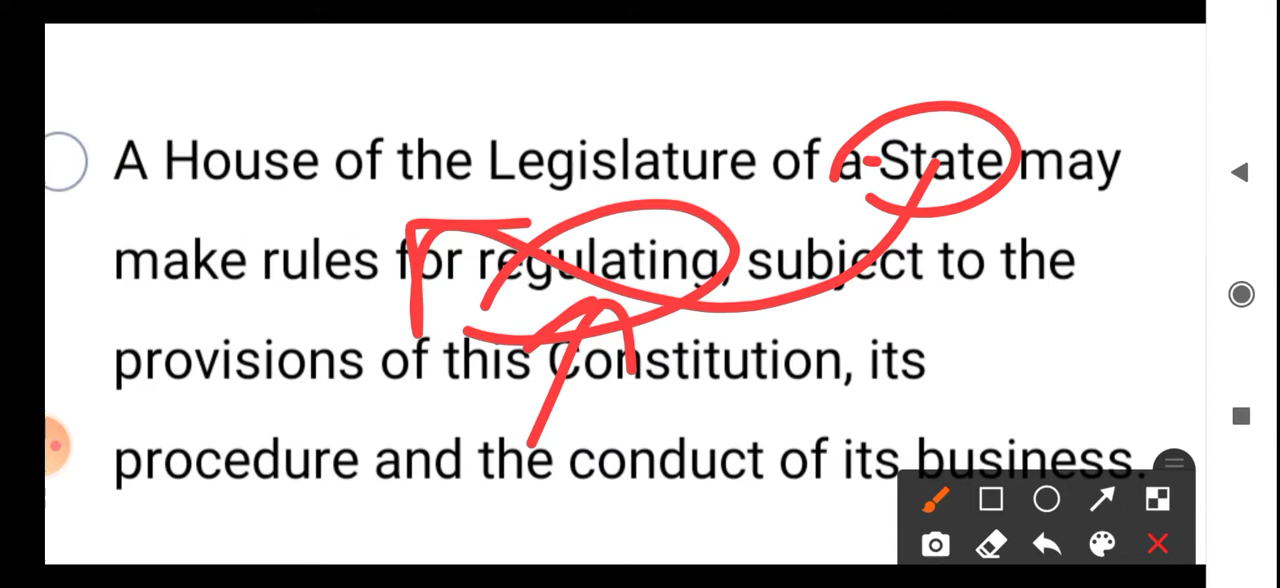 A House of the Legislature of a State may
make rules for regulating, subject to the
provisions of this Constitution, its
procedure and the conduct of its business.